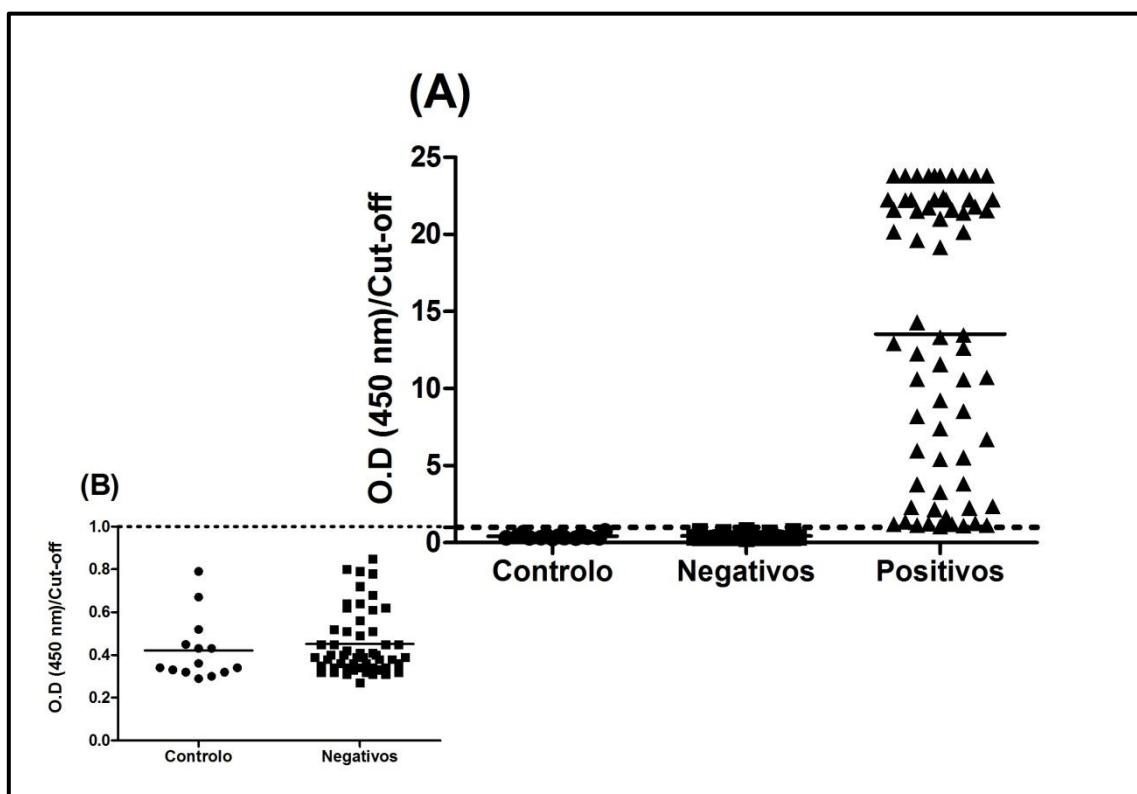 (A)
O.D (450 nm)/Cut-off
25
20
15
10
5
0
Controlo Negativos Positivos
(B)
O.D (450 nm)/Cut-off
1.0
0.8
0.6
0.4
0.2
0.0
Controlo Negativos